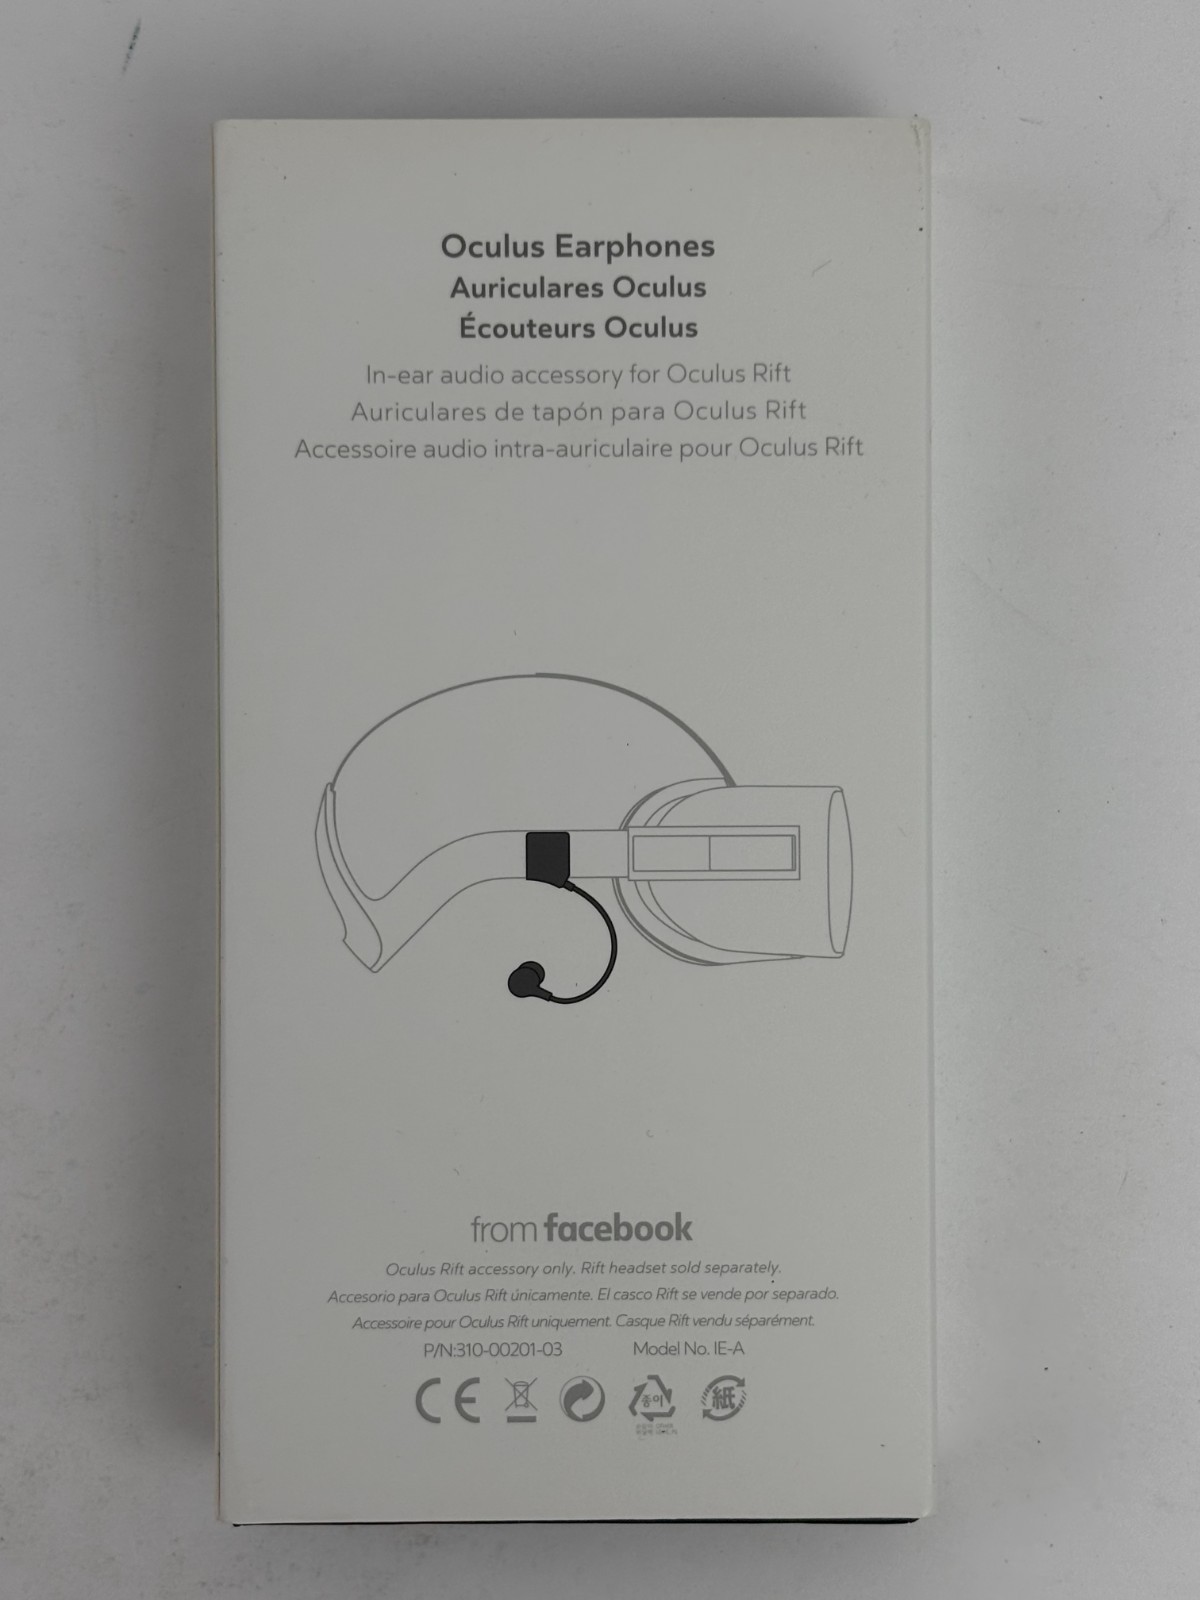 Oculus Earphones
Auriculares Oculus
Écouteurs Oculus
In-ear audio accessory for Oculus Rift
Auriculares de tapón para Oculus Rift
Accessoire audio intra-auriculaire pour Oculus Rift
from facebook
Oculus Rift accessory only. Rift headset sold separately.
Accesorio para Oculus Rift únicamente. El casco Rift se vende por separado.
Accessoire pour Oculus Rift uniquement. Casque Rift vendu séparément.
P/N:310-00201-03 Model No. IE-A
CE 종이 紙